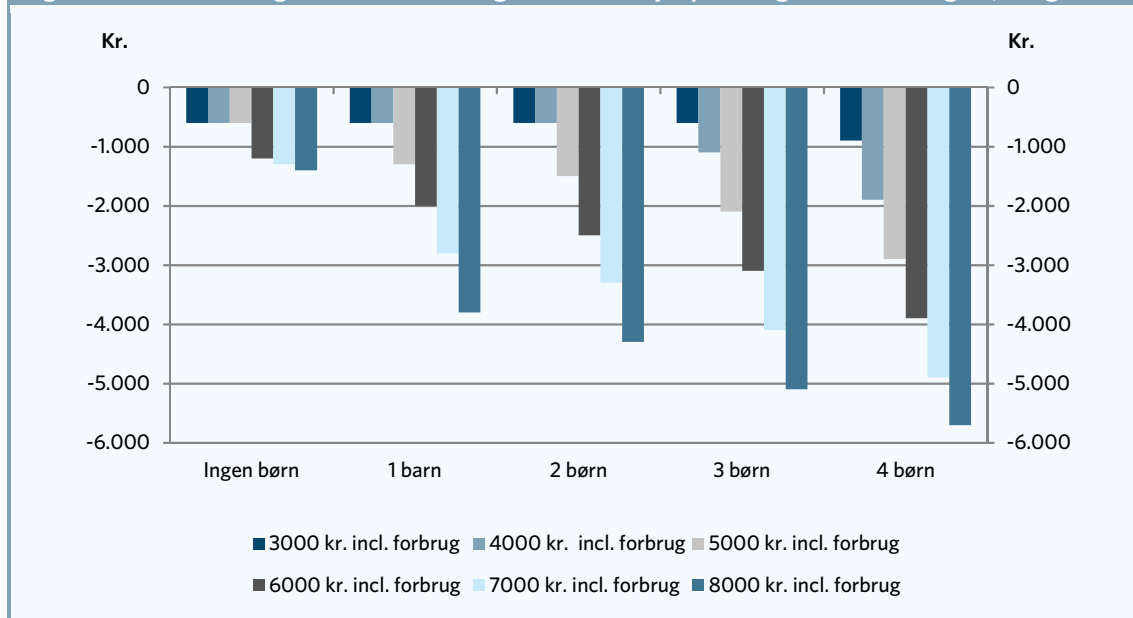 Kr. Kr.
0 0
-1.000 -1.000
-2.000 -2.000
-3.000 -3.000
-4.000 -4.000
-5.000 -5.000
-6.000 -6.000
Ingen børn 1 barn 2 børn 3 børn 4 børn
3000 kr. incl. forbrug 4000 kr. incl. forbrug 5000 kr. incl. forbrug
6000 kr. incl. forbrug 7000 kr. incl. forbrug 8000 kr. incl. forbrug